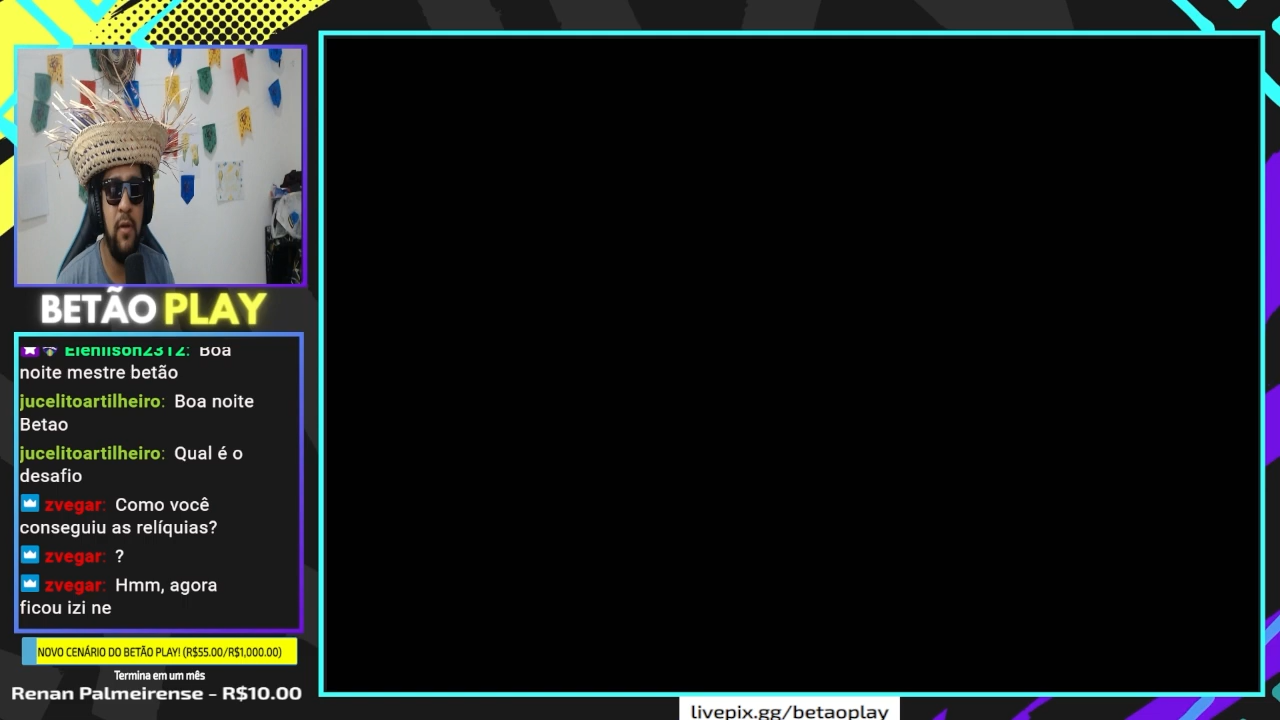 BETÃO PLAY
Elenilson2312: Boa
noite mestre betão
jucelitoartilheiro: Boa noite
Betao
jucelitoartilheiro: Qual é o
desafio
zvegar: Como você
conseguiu as relíquias?
zvegar: ?
zvegar: Hmm, agora
ficou izi ne
NOVO CENÁRIO DO BETÃO PLAY! (R$55.00/R$1,000.00)
Termina em um mês
Renan Palmeirense - R$10.00
livepix.gg/betaoplay